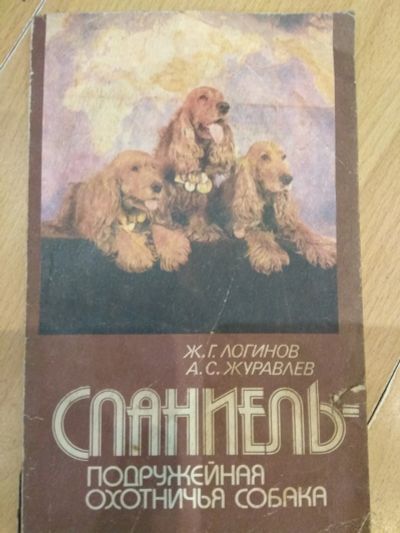 Ж.Г. ЛОГИНОВ
А.С. ЖУРАВЛЕВ
СПАНИЕЛЬ-
ПОДРУЖЕЙНАЯ
ОХОТНИЧЬЯ СОБАКА